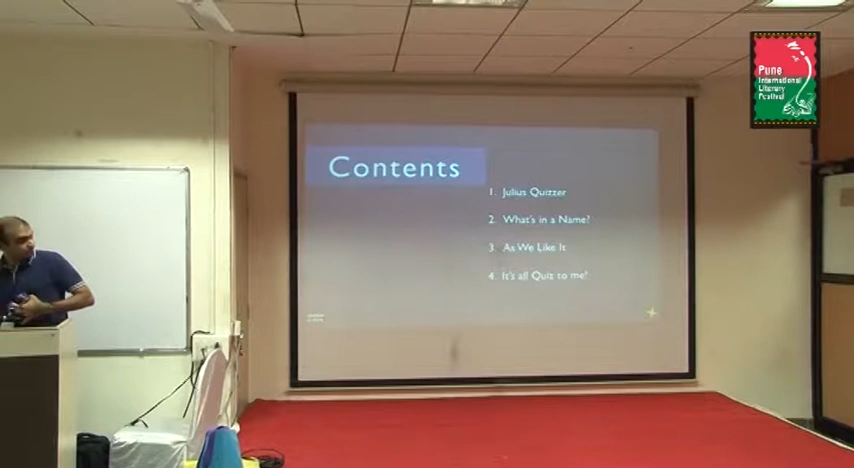 Pune
International
Literary
Festival
Contents
1. Julius Quizzer
2. What's in a Name?
3. As We Like It
4. It's all Quiz to me!